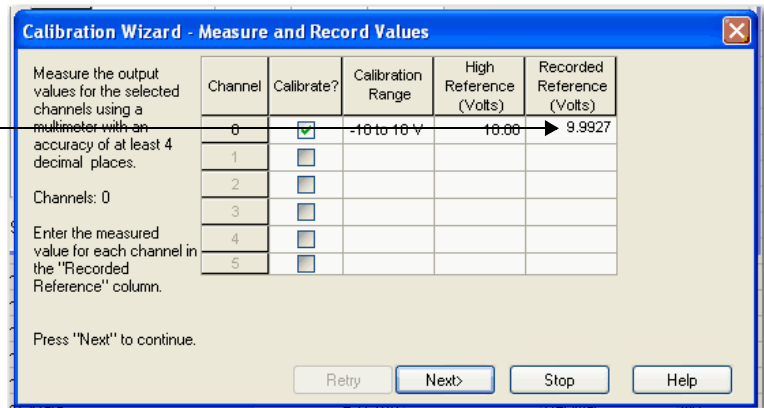 Calibration Wizard - Measure and Record Values
Measure the output
values for the selected
channels using a
multimeter with an
accuracy of at least 4
decimal places.
Channels: 0
Enter the measured
value for each channel in
the "Recorded
Reference" column.
Press "Next" to continue.
Channel Calibrate? Calibration Range High Reference (Volts) Recorded Reference (Volts)
0 -10 to 10 V 10.00 9.9927
1
2
3
4
5
Retry Next> Stop Help